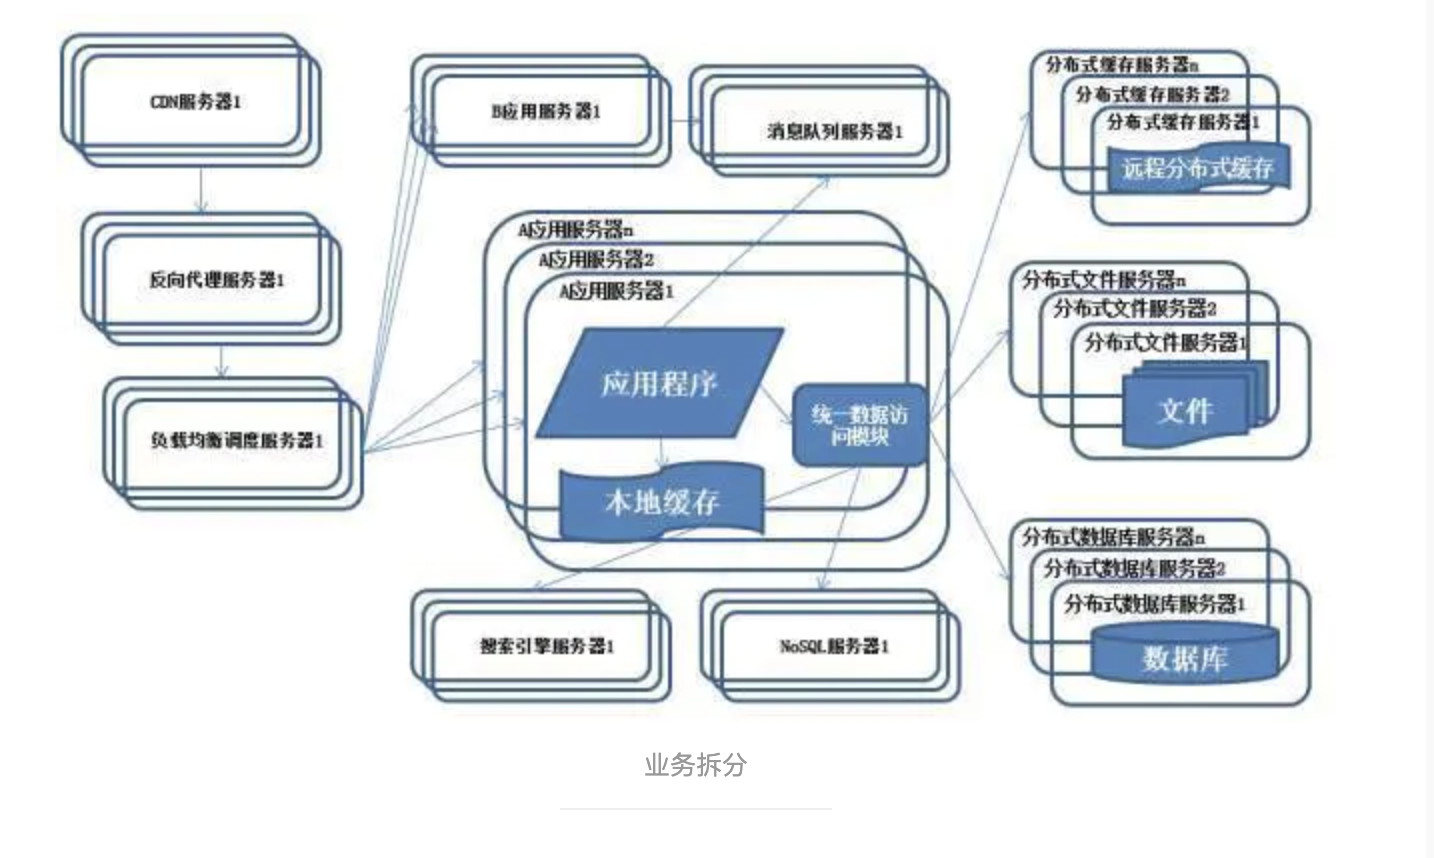 CDN服务器1
反向代理服务器1
负载均衡调度服务器1
B应用服务器1
消息队列服务器1
A应用服务器n
A应用服务器2
A应用服务器1
应用程序
统一数据访
问模块
本地缓存
搜索引擎服务器1
NoSQL服务器1
分布式缓存服务器n
分布式缓存服务器2
分布式缓存服务器1
远程分布式缓存
分布式文件服务器n
分布式文件服务器2
分布式文件服务器1
文件
分布式数据库服务器n
分布式数据库服务器2
分布式数据库服务器1
数据库
业务拆分